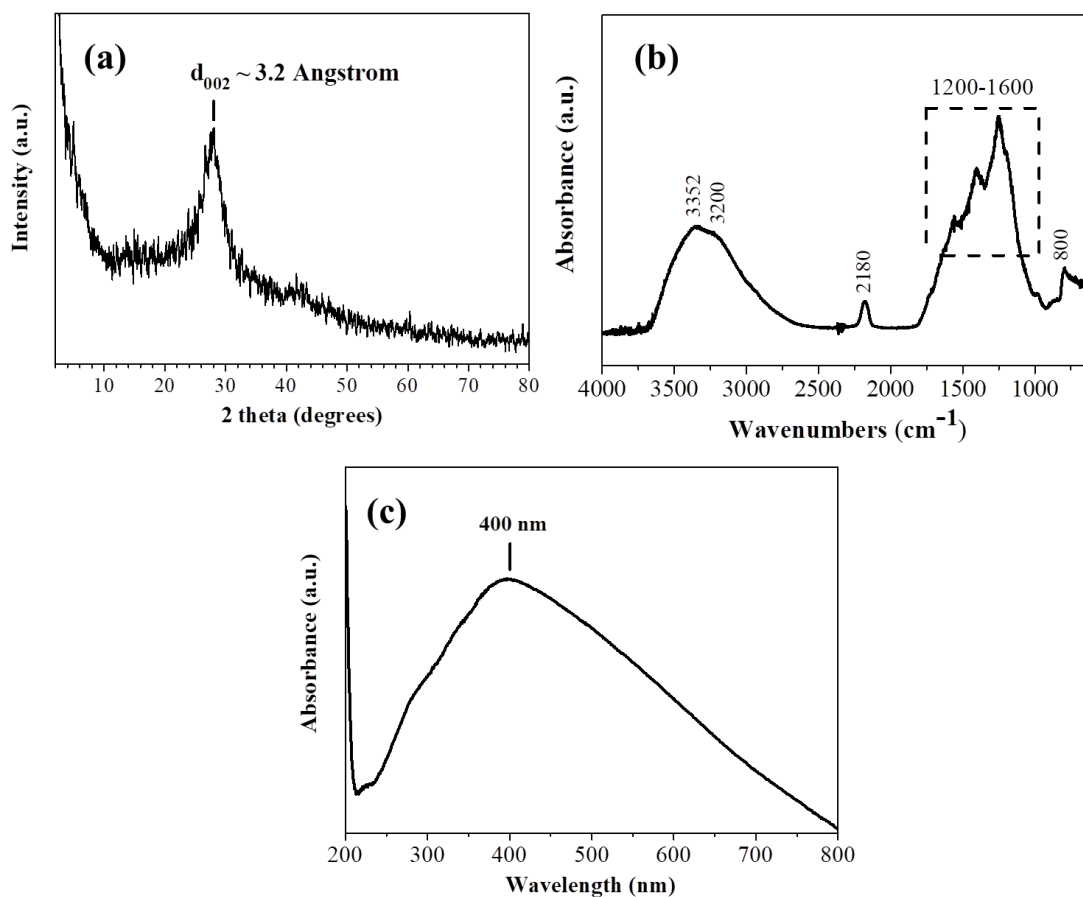 (a)
d002 ~ 3.2 Angstrom
Intensity (a.u.)
10 20 30 40 50 60 70 80
2 theta (degrees)
(b)
1200-1600
3352
3200
2180
800
Absorbance (a.u.)
4000 3500 3000 2500 2000 1500 1000
Wavenumbers (cm-1)
(c)
400 nm
Absorbance (a.u.)
200 300 400 500 600 700 800
Wavelength (nm)